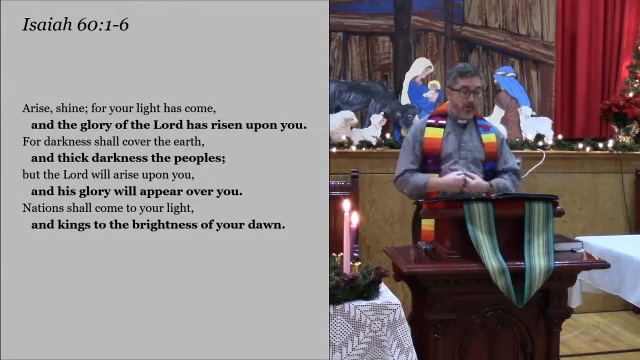 Isaiah 60:1-6
Arise, shine; for your light has come,
and the glory of the Lord has risen upon you.
For darkness shall cover the earth,
and thick darkness the peoples;
but the Lord will arise upon you,
and his glory will appear over you.
Nations shall come to your light,
and kings to the brightness of your dawn.